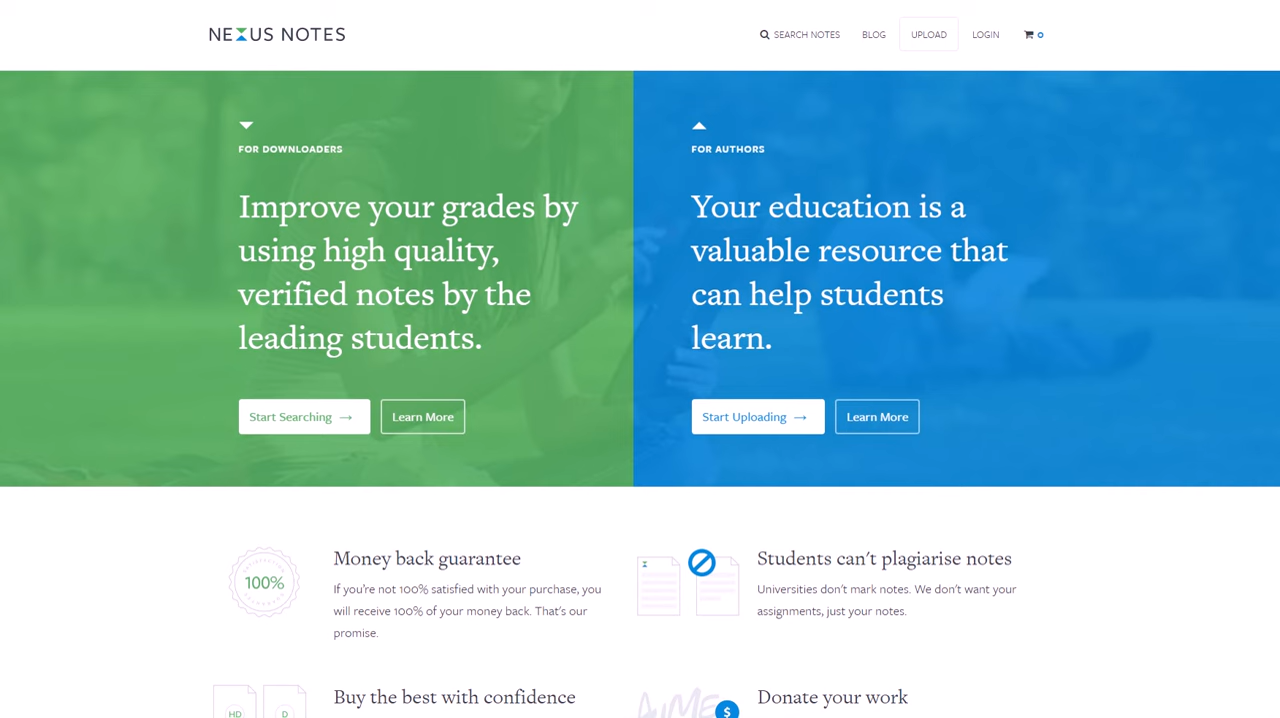 NEXUS NOTES
SEARCH NOTES
BLOG
UPLOAD
LOGIN
0
FOR DOWNLOADERS
Improve your grades by
using high quality,
verified notes by the
leading students.
Start Searching →
Learn More
FOR AUTHORS
Your education is a
valuable resource that
can help students
learn.
Start Uploading →
Learn More
100%
Money back guarantee
If you're not 100% satisfied with your purchase, you
will receive 100% of your money back. That's our
promise.
Students can't plagiarise notes
Universities don't mark notes. We don't want your
assignments, just your notes.
HD
D
Buy the best with confidence
$
Donate your work